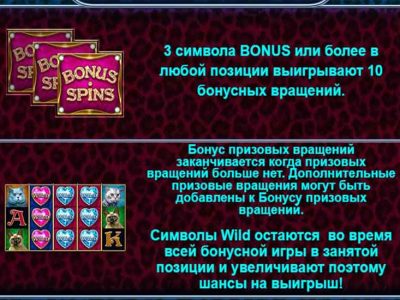 BONUS
SPINS
3 символа BONUS или более в
любой позиции выигрывают 10
бонусных вращений.
Бонус призовых вращений
заканчивается когда призовых
вращений больше нет. Дополнительные
призовые вращения могут быть
добавлены к Бонусу призовых
вращений.
A
K
Символы Wild остаются во время
всей бонусной игры в занятой
позиции и увеличивают поэтому
шансы на выигрыш!